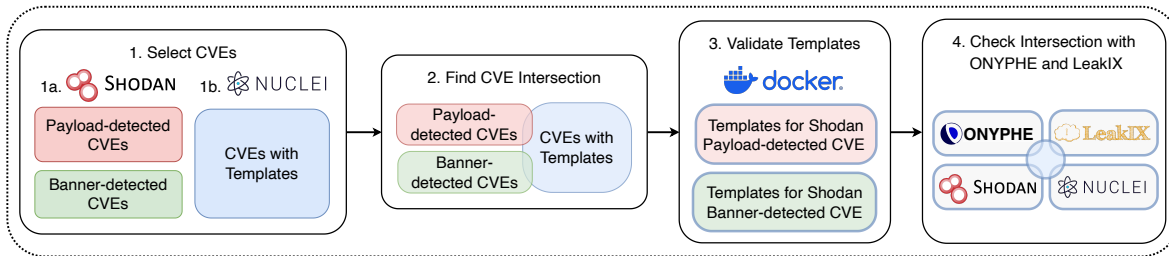 1. Select CVEs
1a. SHODAN
1b. NUCLEI
Payload-detected
CVEs
Banner-detected
CVEs
CVEs with
Templates
2. Find CVE Intersection
Payload-
detected CVEs
Banner-
detected CVEs
CVEs with
Templates
3. Validate Templates
docker
Templates for Shodan
Payload-detected CVE
Templates for Shodan
Banner-detected CVE
4. Check Intersection with
ONYPHE and LeakIX
ONYPHE
LeakIX
SHODAN
NUCLEI